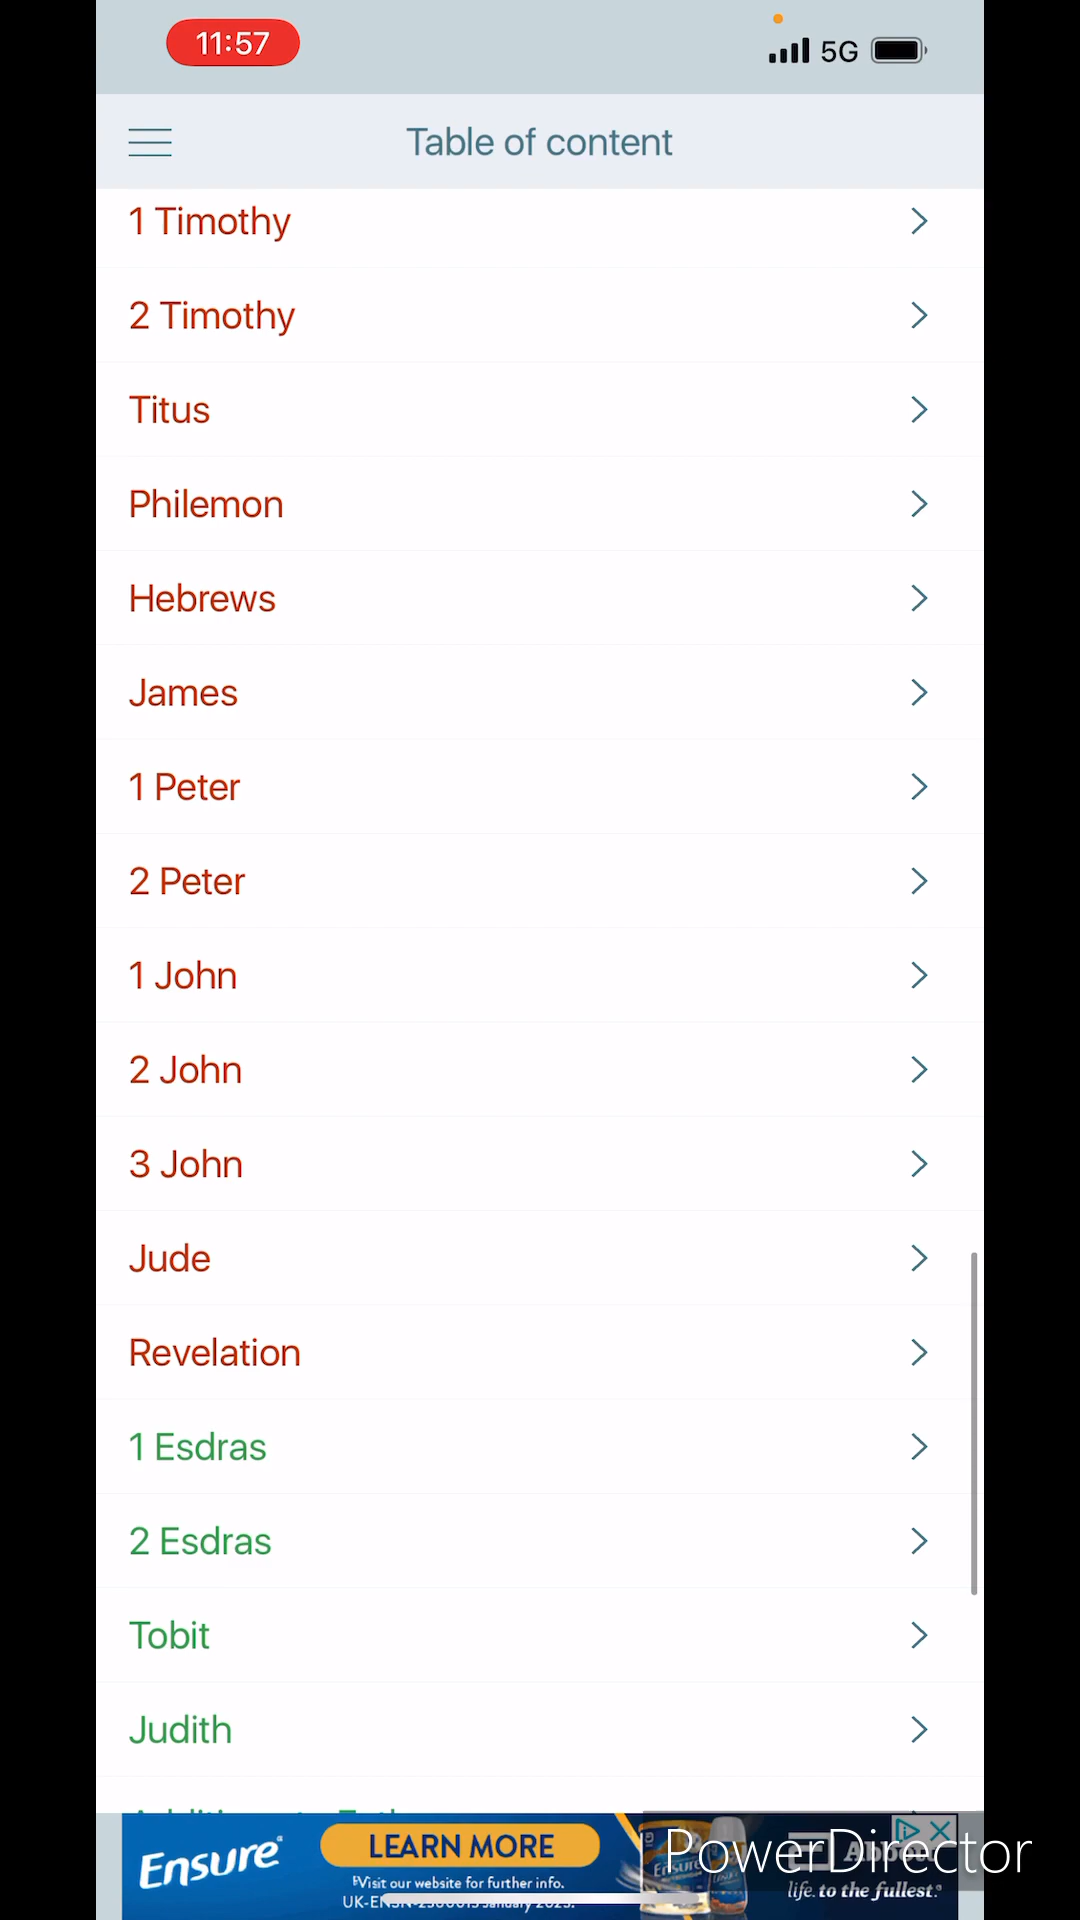 11:57
5G
Table of content
1 Timothy
2 Timothy
Titus
Philemon
Hebrews
James
1 Peter
2 Peter
1 John
2 John
3 John
Jude
Revelation
1 Esdras
2 Esdras
Tobit
Judith
Ensure
LEARN MORE
Visit our website for further info.
Ensure
Abbott
life. to the fullest.®
PowerDirector